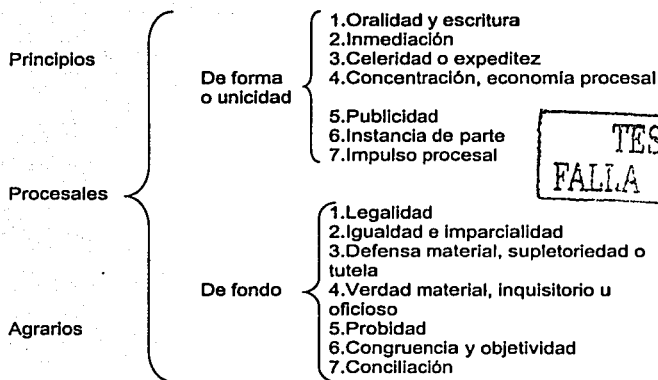 Principios
Procesales
Agrarios
De forma
o unicidad
1.Oralidad y escritura
2.Inmediación
3.Celeridad o expeditez
4.Concentración, economía procesal
5.Publicidad
6.Instancia de parte
7.Impulso procesal
De fondo
1.Legalidad
2.Igualdad e imparcialidad
3.Defensa material, supletoriedad o
tutela
4.Verdad material, inquisitorio u
oficioso
5.Probidad
6.Congruencia y objetividad
7.Conciliación
TES
FALLA